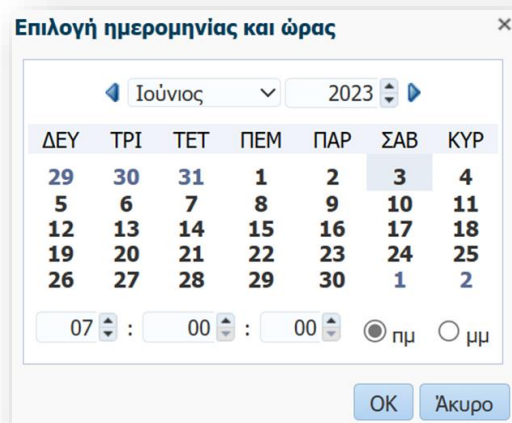 Επιλογή ημερομηνίας και ώρας ×
Ιούνιος 2023
ΔΕΥ ΤΡΙ ΤΕΤ ΠΕΜ ΠΑΡ ΣΑΒ ΚΥΡ
29 30 31 1 2 3 4
5 6 7 8 9 10 11
12 13 14 15 16 17 18
19 20 21 22 23 24 25
26 27 28 29 30 1 2
07 : 00 : 00 πμ μμ
OK Άκυρο